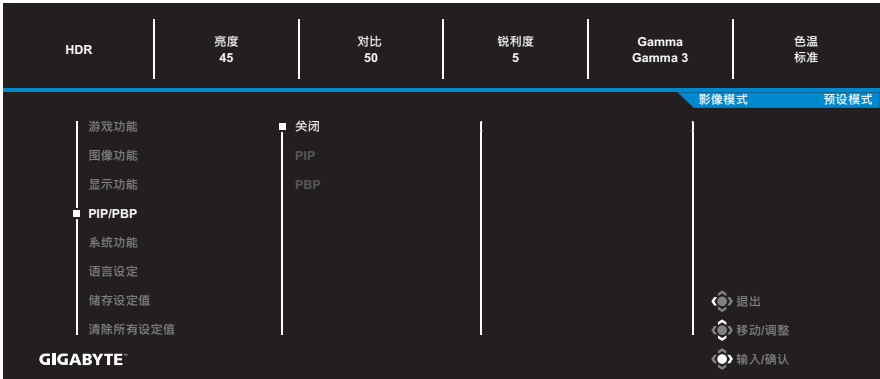 HDR
亮度
45
对比
50
锐利度
5
Gamma
Gamma 3
色温
标准
影像模式 预设模式
游戏功能
图像功能
显示功能
PIP/PBP
系统功能
语言设定
储存设定值
清除所有设定值
关闭
PIP
PBP
退出
移动/调整
输入/确认
GIGABYTE™